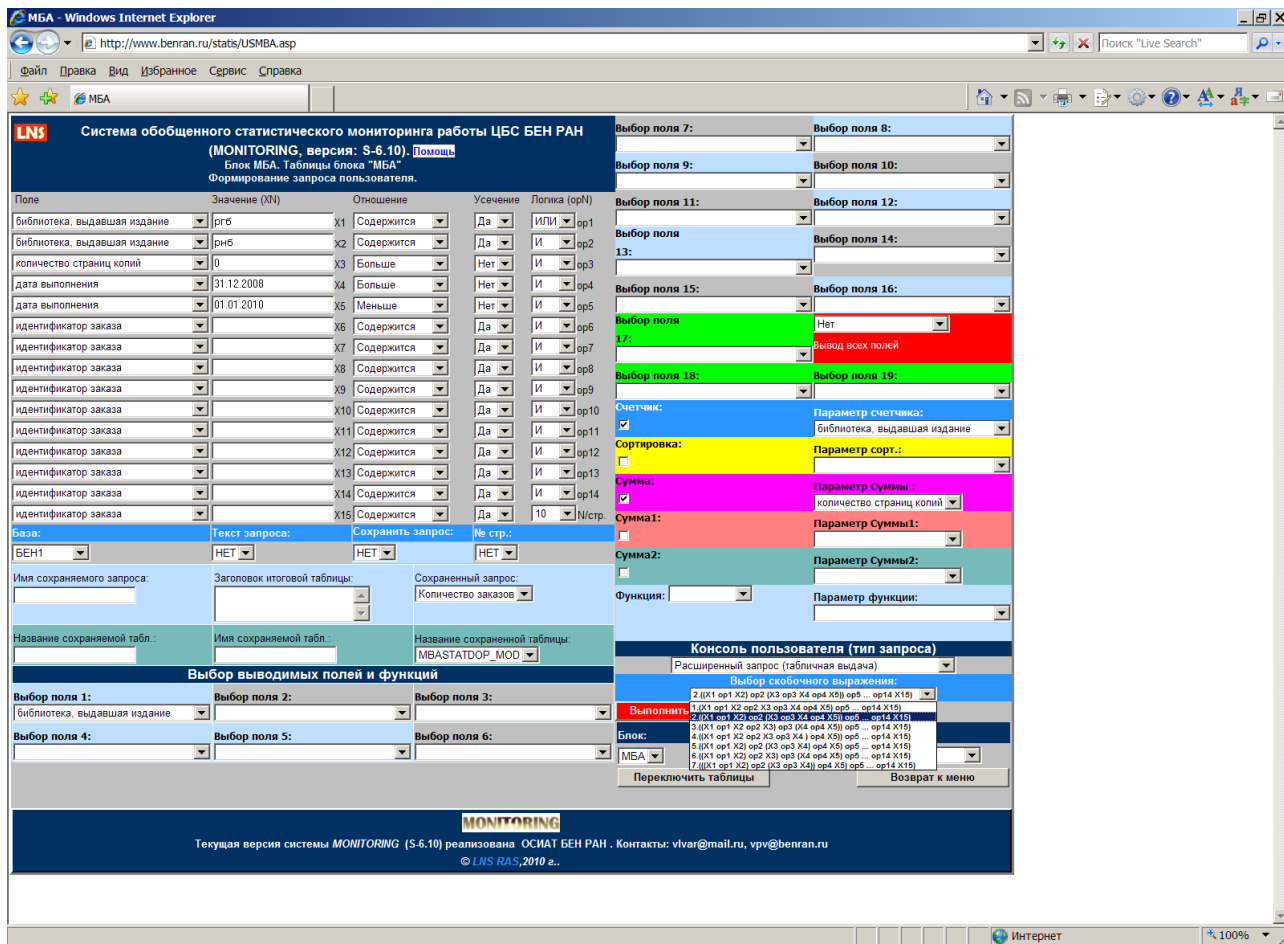 МБА - Windows Internet Explorer
http://www.benran.ru/statis/USMBA.asp
Поиск "Live Search"
Файл Правка Вид Избранное Сервис Справка
МБА
LNS Система обобщенного статистического мониторинга работы ЦБС БЕН РАН
(MONITORING, версия: S-6.10). Помощь
Блок МБА. Таблицы блока "МБА"
Формирование запроса пользователя.
Поле Значение (XN) Отношение Усечение Логика (opN)
библиотека, выдавшая издание ргб X1 Содержится Да ИЛИ op1
библиотека, выдавшая издание рнб X2 Содержится Да И op2
количество страниц копий 0 X3 Больше Нет И op3
дата выполнения 31.12.2008 X4 Больше Нет И op4
дата выполнения 01.01.2010 X5 Меньше Нет И op5
идентификатор заказа X6 Содержится Да И op6
идентификатор заказа X7 Содержится Да И op7
идентификатор заказа X8 Содержится Да И op8
идентификатор заказа X9 Содержится Да И op9
идентификатор заказа X10 Содержится Да И op10
идентификатор заказа X11 Содержится Да И op11
идентификатор заказа X12 Содержится Да И op12
идентификатор заказа X13 Содержится Да И op13
идентификатор заказа X14 Содержится Да И op14
идентификатор заказа X15 Содержится Да 10 N/стр.
База: Текст запроса: Сохранить запрос: № стр.:
БЕН1 НЕТ НЕТ НЕТ
Имя сохраняемого запроса: Заголовок итоговой таблицы: Сохраненный запрос:
Количество заказов
Название сохраняемой табл.: Имя сохраняемой табл.: Название сохраненной таблицы:
MBASTATDOP_MOD
Выбор выводимых полей и функций
Выбор поля 1: Выбор поля 2: Выбор поля 3:
библиотека, выдавшая издание
Выбор поля 4: Выбор поля 5: Выбор поля 6:
Выбор поля 7: Выбор поля 8:
Выбор поля 9: Выбор поля 10:
Выбор поля 11: Выбор поля 12:
Выбор поля
13:
Выбор поля 14:
Выбор поля 15: Выбор поля 16:
Выбор поля
17:
Нет
Вывод всех полей
Выбор поля 18: Выбор поля 19:
Счетчик: Параметр счетчика:
библиотека, выдавшая издание
Сортировка: Параметр сорт.:
Сумма: Параметр Суммы :
количество страниц копий
Сумма1: Параметр Суммы1:
Сумма2: Параметр Суммы2:
Функция: Параметр функции:
Консоль пользователя (тип запроса)
Расширенный запрос (табличная выдача)
Выбор скобочного выражения:
2.((X1 op1 X2) op2 (X3 op3 X4 op4 X5)) op5 ... op14 X15)
Выполнить
1.(X1 op1 X2 op2 X3 op3 X4 op4 X5) op5 ... op14 X15)
2.((X1 op1 X2) op2 (X3 op3 X4 op4 X5)) op5 ... op14 X15)
3.((X1 op1 X2 op2 X3) op3 (X4 op4 X5)) op5 ... op14 X15)
4.((X1 op1 X2 op2 X3 op3 X4 ) op4 X5) op5 ... op14 X15)
5.((X1 op1 X2) op2 (X3 op3 X4) op4 X5) op5 ... op14 X15)
6.((X1 op1 X2) op2 X3) op3 (X4 op4 X5) op5 ... op14 X15)
7.(((X1 op1 X2) op2 (X3 op3 X4)) op4 X5) op5 ... op14 X15)
Блок:
МБА
Переключить таблицы Возврат к меню
MONITORING
Текущая версия системы MONITORING (S-6.10) реализована ОСИАТ БЕН РАН . Контакты: vlvar@mail.ru, vpv@benran.ru
© LNS RAS,2010 г..
Интернет 100%